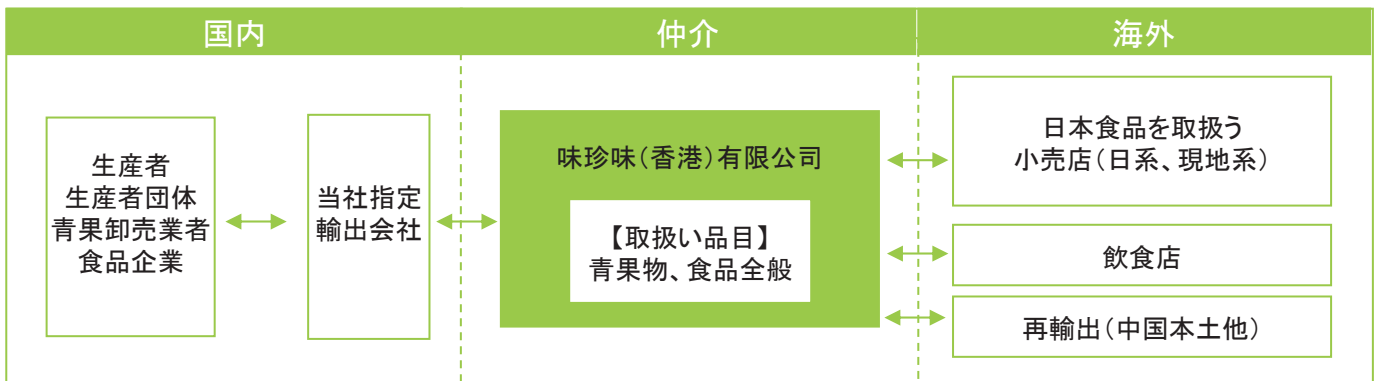 国内
仲介
海外
生産者
生産者団体
青果卸売業者
食品企業
当社指定
輸出会社
味珍味(香港)有限公司
【取扱い品目】
青果物、食品全般
日本食品を取扱う
小売店(日系、現地系)
飲食店
再輸出(中国本土他)